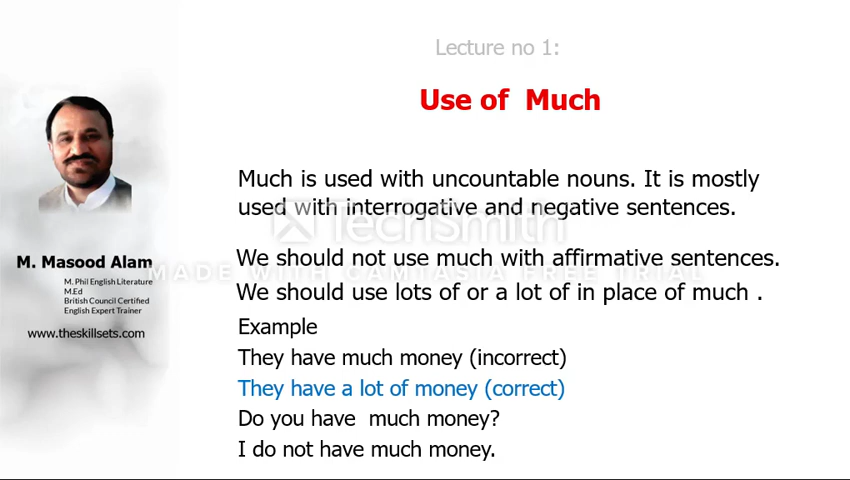 Lecture no 1:
Use of Much
Much is used with uncountable nouns. It is mostly
used with interrogative and negative sentences.
TechSmith
We should not use much with affirmative sentences.
MADE WITH CAMTASIA FREE TRIAL
We should use lots of or a lot of in place of much .
Example
They have much money (incorrect)
They have a lot of money (correct)
Do you have much money?
I do not have much money.
M. Masood Alam
M. Phil English Literature
M.Ed
British Council Certified
English Expert Trainer
www.theskillsets.com